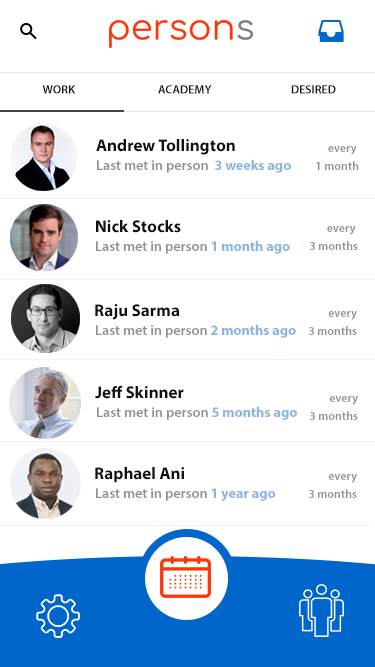 persons
WORK ACADEMY DESIRED
Andrew Tollington every
Last met in person 3 weeks ago 1 month
Nick Stocks every
Last met in person 1 month ago 3 months
Raju Sarma every
Last met in person 2 months ago 3 months
Jeff Skinner every
Last met in person 5 months ago 3 months
Raphael Ani every
Last met in person 1 year ago 3 months